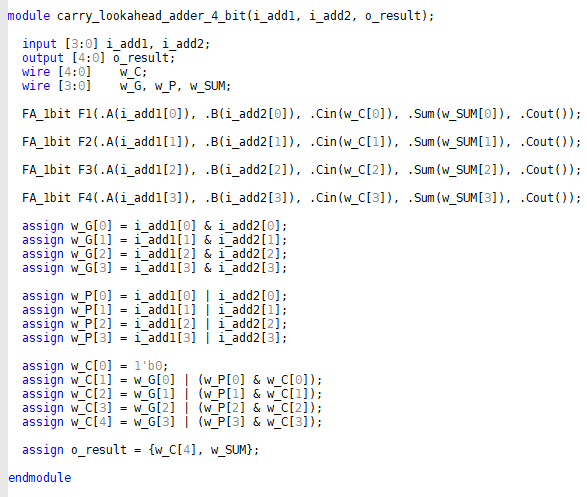 module carry_lookahead_adder_4_bit(i_add1, i_add2, o_result);
input [3:0] i_add1, i_add2;
output [4:0] o_result;
wire [4:0]    w_C;
wire [3:0]    w_G, w_P, w_SUM;
FA_1bit F1(.A(i_add1[0]), .B(i_add2[0]), .Cin(w_C[0]), .Sum(w_SUM[0]), .Cout());
FA_1bit F2(.A(i_add1[1]), .B(i_add2[1]), .Cin(w_C[1]), .Sum(w_SUM[1]), .Cout());
FA_1bit F3(.A(i_add1[2]), .B(i_add2[2]), .Cin(w_C[2]), .Sum(w_SUM[2]), .Cout());
FA_1bit F4(.A(i_add1[3]), .B(i_add2[3]), .Cin(w_C[3]), .Sum(w_SUM[3]), .Cout());
assign w_G[0] = i_add1[0] & i_add2[0];
assign w_G[1] = i_add1[1] & i_add2[1];
assign w_G[2] = i_add1[2] & i_add2[2];
assign w_G[3] = i_add1[3] & i_add2[3];
assign w_P[0] = i_add1[0] | i_add2[0];
assign w_P[1] = i_add1[1] | i_add2[1];
assign w_P[2] = i_add1[2] | i_add2[2];
assign w_P[3] = i_add1[3] | i_add2[3];
assign w_C[0] = 1'b0;
assign w_C[1] = w_G[0] | (w_P[0] & w_C[0]);
assign w_C[2] = w_G[1] | (w_P[1] & w_C[1]);
assign w_C[3] = w_G[2] | (w_P[2] & w_C[2]);
assign w_C[4] = w_G[3] | (w_P[3] & w_C[3]);
assign o_result = {w_C[4], w_SUM};
endmodule